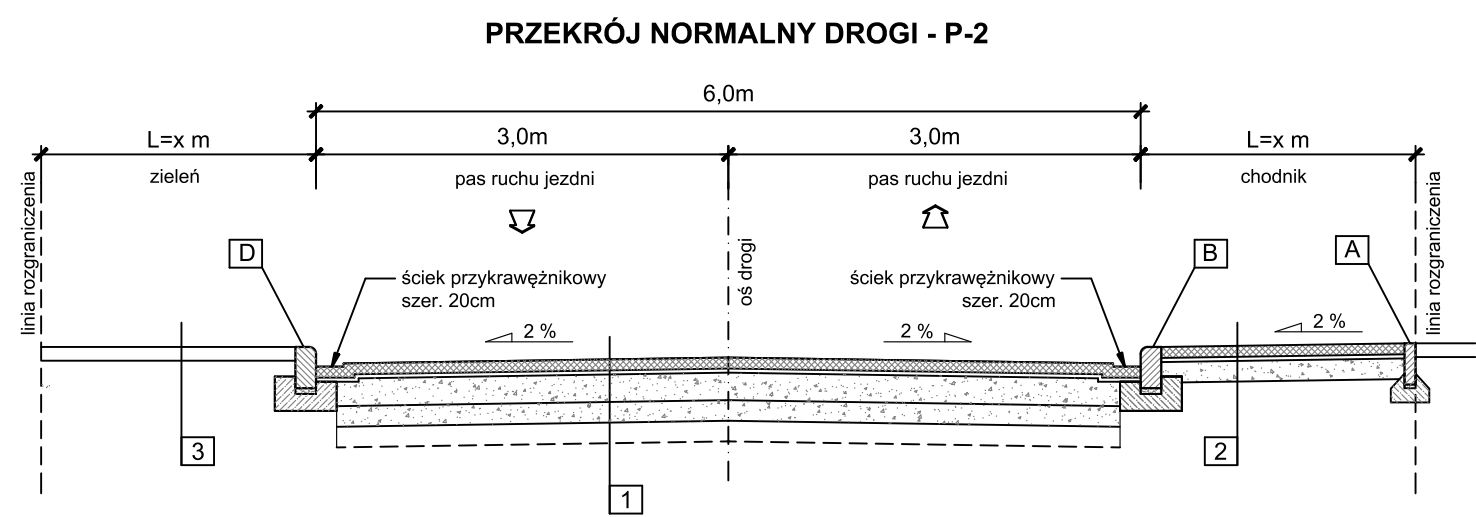 PRZEKRÓJ NORMALNY DROGI - P-2
6,0m
L=x m
3,0m
3,0m
L=x m
zieleń
pas ruchu jezdni
pas ruchu jezdni
chodnik
linia rozgraniczenia
linia rozgraniczenia
oś drogi
D
B
A
ściek przykrawężnikowy
szer. 20cm
ściek przykrawężnikowy
szer. 20cm
2 %
2 %
2 %
3
1
2